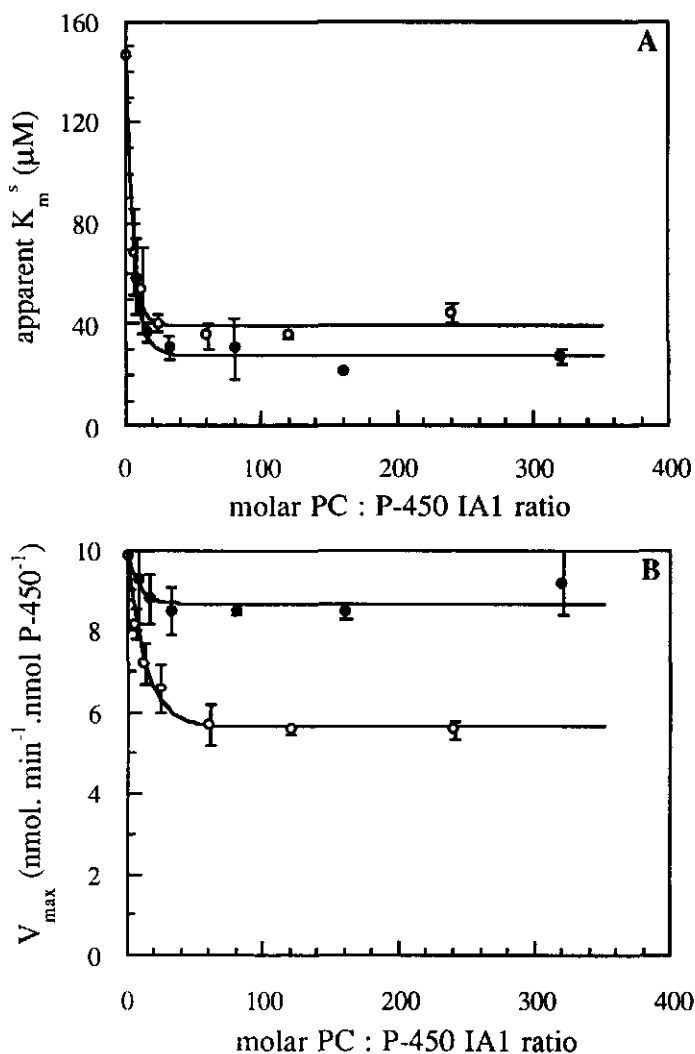 160
A
120
80
40
0
apparent K_m^s (μM)
0 100 200 300 400
molar PC : P-450 IA1 ratio
10
B
8
6
4
2
0
V_max (nmol. min⁻¹.nmol P-450⁻¹)
0 100 200 300 400
molar PC : P-450 IA1 ratio